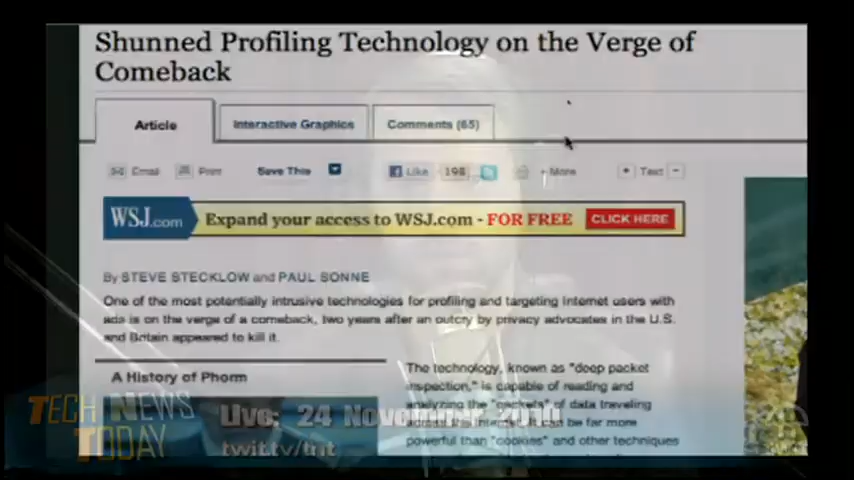 Shunned Profiling Technology on the Verge of
Comeback
Article
Interactive Graphics
Comments (65)
Email
Print
Save This
Like
198
+ More
+ Text −
WSJ.com
Expand your access to WSJ.com - FOR FREE
CLICK HERE
By STEVE STECKLOW and PAUL SONNE
One of the most potentially intrusive technologies for profiling and targeting Internet users with
ads is on the verge of a comeback, two years after an outcry by privacy advocates in the U.S.
and Britain appeared to kill it.
A History of Phorm
The technology, known as "deep packet
inspection," is capable of reading and
analyzing the "packets" of data traveling
across the Internet. It can be far more
powerful than "cookies" and other techniques
TECH NEWS
TODAY
Live; 24 November 2010
twit.tv/tnt